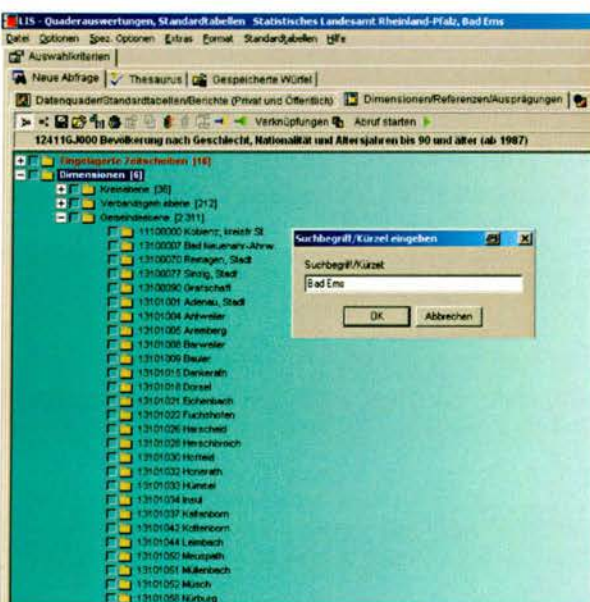 LIS - Quaderauswertungen, Standardtabellen Statistisches Landesamt Rheinland-Pfalz, Bad Ems
Datei Optionen Spez. Optionen Extras Format Standardtabellen Hilfe
Auswahlkriterien
Neue Abfrage Thesaurus Gespeicherte Würfel
Datenquader/Standardtabellen/Berichte (Privat und Öffentlich) Dimensionen/Referenzen/Ausprägungen
Verknüpfungen Abruf starten
12411GJ000 Bevölkerung nach Geschlecht, Nationalität und Altersjahren bis 90 und älter (ab 1987)
Eingelagerte Zeitscheiben [16]
Dimensionen [6]
Kreisebene [36]
Verbandsgem.ebene [212]
Gemeindeebene [2.311]
11100000 Koblenz, kreisfr. St.
13100007 Bad Neuenahr-Ahrw.
13100070 Remagen, Stadt
13100077 Sinzig, Stadt
13100090 Grafschaft
13101001 Adenau, Stadt
13101004 Antweiler
13101005 Aremberg
13101008 Barweiler
13101009 Bauler
13101015 Dankerath
13101018 Dorsel
13101021 Eichenbach
13101022 Fuchshofen
13101026 Harscheid
13101028 Herschbroich
13101030 Hoffeld
13101032 Honerath
13101033 Hümmel
13101034 Insul
13101037 Kaltenborn
13101042 Kottenborn
13101044 Leimbach
13101050 Meuspath
13101051 Müllenbach
13101052 Müsch
13101058 Nürburg
Suchbegriff/Kürzel eingeben
Suchbegriff/Kürzel:
Bad Ems
OK Abbrechen